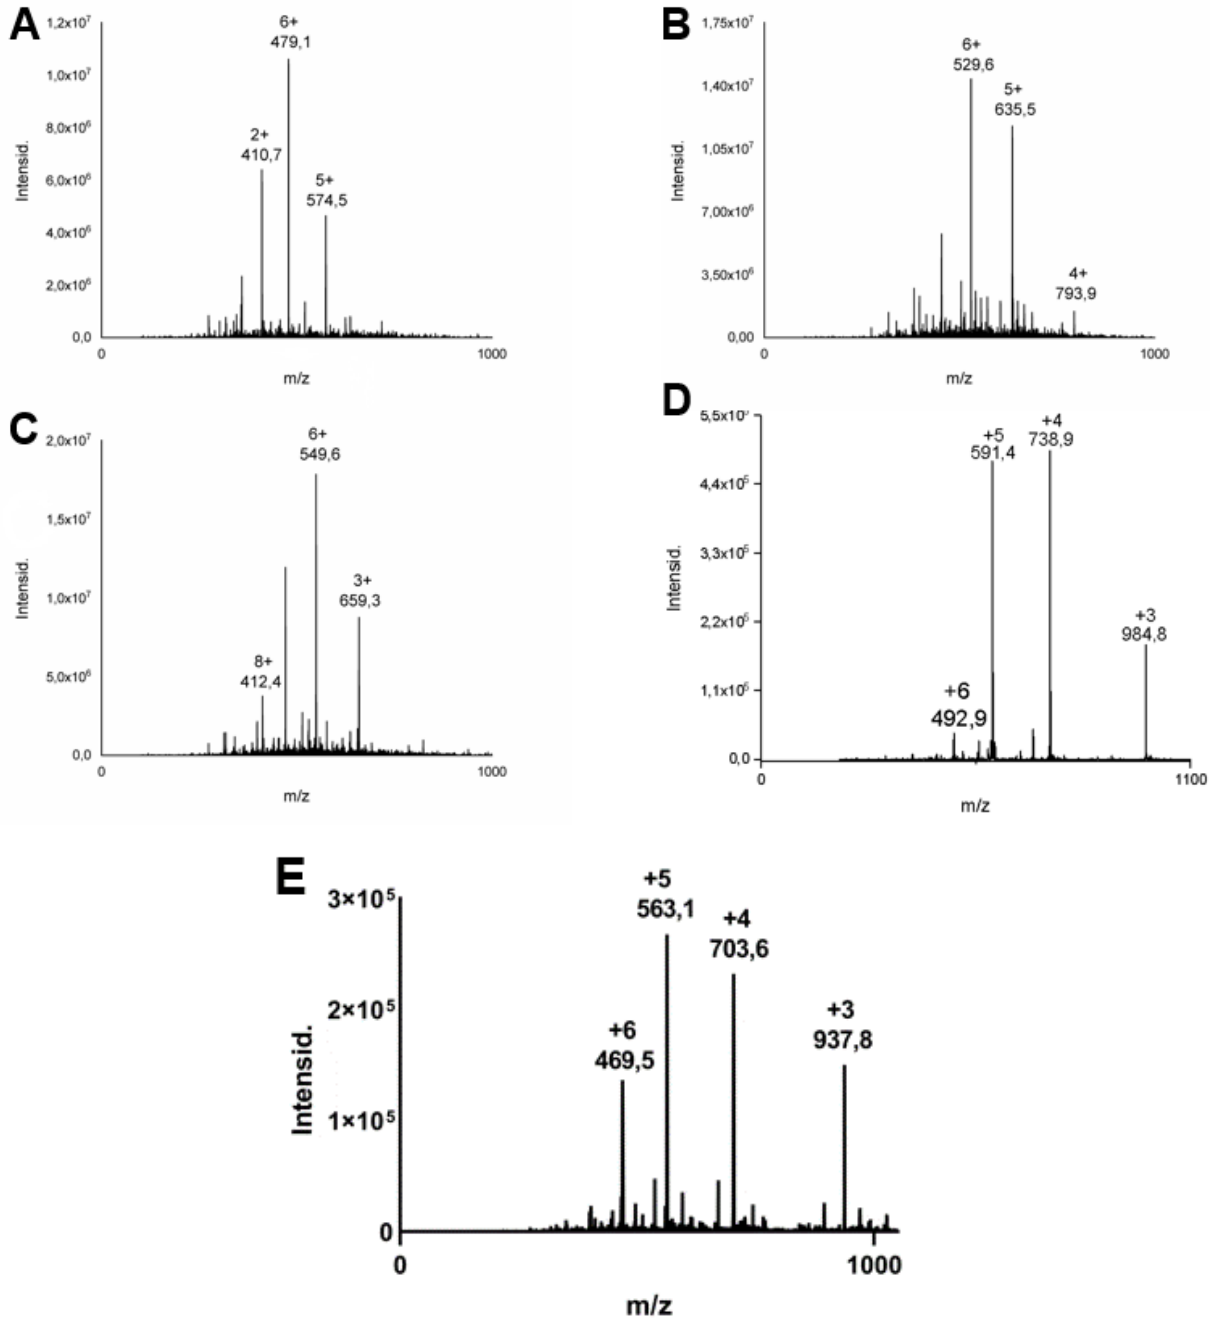 A
1,2x10⁷
1,0x10⁷
8,0x10⁶
6,0x10⁶
4,0x10⁶
2,0x10⁶
0,0
Intensid.
6+
479,1
2+
410,7
5+
574,5
0
1000
m/z
B
1,75x10⁷
1,40x10⁷
1,05x10⁷
7,00x10⁶
3,50x10⁶
0,00
Intensid.
6+
529,6
5+
635,5
4+
793,9
0
1000
m/z
C
2,0x10⁷
1,5x10⁷
1,0x10⁷
5,0x10⁶
0,0
Intensid.
6+
549,6
3+
659,3
8+
412,4
0
1000
m/z
D
4,4x10⁵
3,3x10⁵
2,2x10⁵
1,1x10⁵
0,0
Intensid.
+5
591,4
+4
738,9
+3
984,8
+6
492,9
0
1100
m/z
E
3×10⁵
2×10⁵
1×10⁵
0
Intensid.
+5
563,1
+4
703,6
+6
469,5
+3
937,8
0
1000
m/z